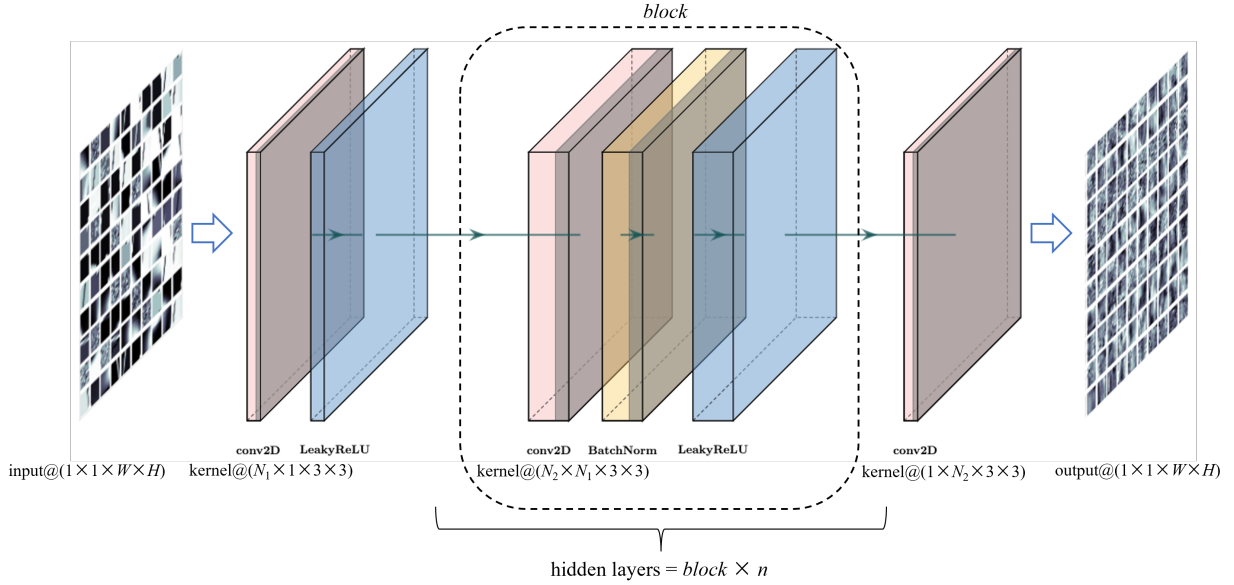 block
conv2D LeakyReLU conv2D BatchNorm LeakyReLU conv2D
input@(1×1×W×H) kernel@(N₁×1×3×3) kernel@(N₂×N₁×3×3) kernel@(1×N₂×3×3) output@(1×1×W×H)
hidden layers = block × n